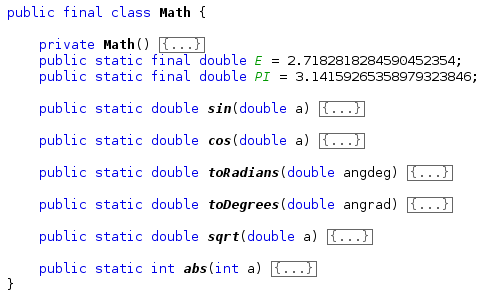 public final class Math {
private Math() {...}
public static final double E = 2.7182818284590452354;
public static final double PI = 3.14159265358979323846;
public static double sin(double a) {...}
public static double cos(double a) {...}
public static double toRadians(double angdeg) {...}
public static double toDegrees(double angrad) {...}
public static double sqrt(double a) {...}
public static int abs(int a) {...}
}